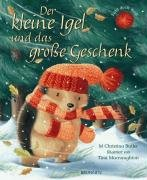 Der
kleine Igel
und das große Geschenk
M Christina Butler
Illustriert von
Tina Macnaughton